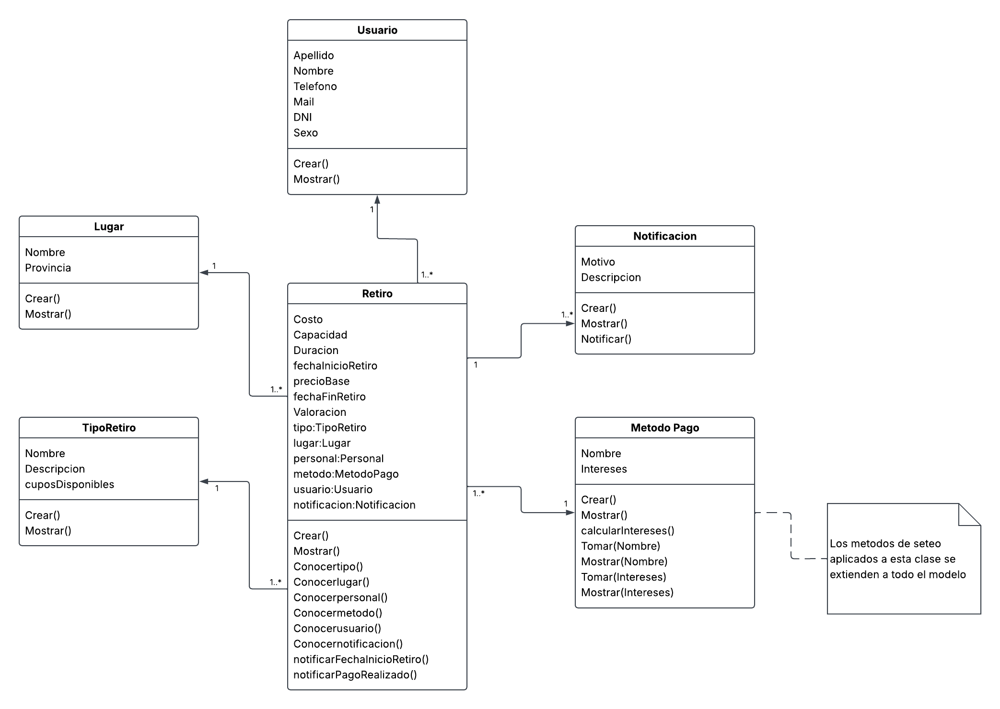 Usuario
Apellido
Nombre
Telefono
Mail
DNI
Sexo
Crear()
Mostrar()
1
1..*
Lugar
Nombre
Provincia
Crear()
Mostrar()
1
1..*
Notificacion
Motivo
Descripcion
Crear()
Mostrar()
Notificar()
1..*
1
Retiro
Costo
Capacidad
Duracion
fechaInicioRetiro
precioBase
fechaFinRetiro
Valoracion
tipo:TipoRetiro
lugar:Lugar
personal:Personal
metodo:MetodoPago
usuario:Usuario
notificacion:Notificacion
Crear()
Mostrar()
Conocertipo()
Conocerlugar()
Conocerpersonal()
Conocermetodo()
Conocerusuario()
Conocernotificacion()
notificarFechaInicioRetiro()
notificarPagoRealizado()
TipoRetiro
Nombre
Descripcion
cuposDisponibles
Crear()
Mostrar()
1
1..*
Metodo Pago
Nombre
Intereses
Crear()
Mostrar()
calcularIntereses()
Tomar(Nombre)
Mostrar(Nombre)
Tomar(Intereses)
Mostrar(Intereses)
1..*
1
Los metodos de seteo
aplicados a esta clase se
extienden a todo el modelo